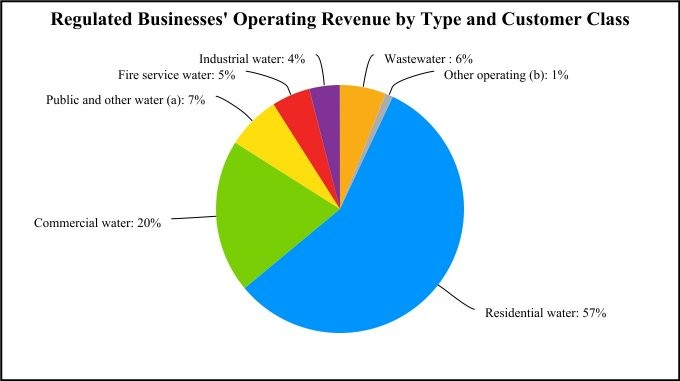 Regulated Businesses' Operating Revenue by Type and Customer Class
Industrial water: 4%
Wastewater : 6%
Fire service water: 5%
Other operating (b): 1%
Public and other water (a): 7%
Commercial water: 20%
Residential water: 57%